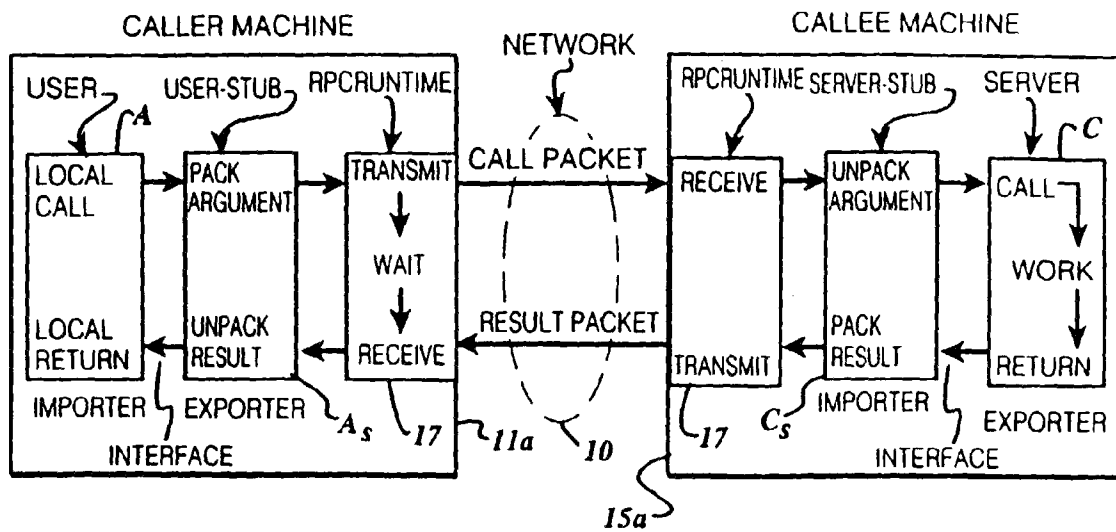 CALLER MACHINE
NETWORK
CALLEE MACHINE
USER
A
USER-STUB
RPCRUNTIME
RPCRUNTIME
SERVER-STUB
SERVER
C
LOCAL
CALL
PACK
ARGUMENT
TRANSMIT
CALL PACKET
RECEIVE
UNPACK
ARGUMENT
CALL
WAIT
WORK
LOCAL
RETURN
UNPACK
RESULT
RECEIVE
RESULT PACKET
TRANSMIT
PACK
RESULT
RETURN
IMPORTER
EXPORTER
As
17
11a
10
17
Cs
IMPORTER
EXPORTER
INTERFACE
INTERFACE
15a